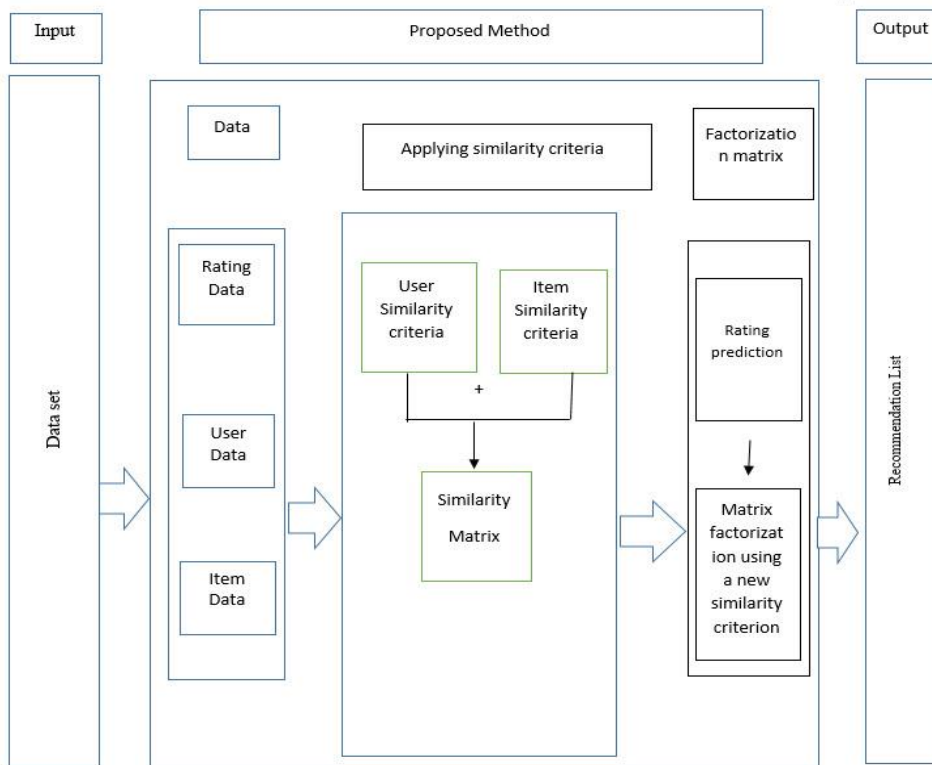 Input
Proposed Method
Output
Data set
Data
Rating
Data
User
Data
Item
Data
Applying similarity criteria
User
Similarity
criteria
Item
Similarity
criteria
+
Similarity
Matrix
Factorizatio
n matrix
Rating
prediction
Matrix
factorizat
ion using
a new
similarity
criterion
Recommendation List